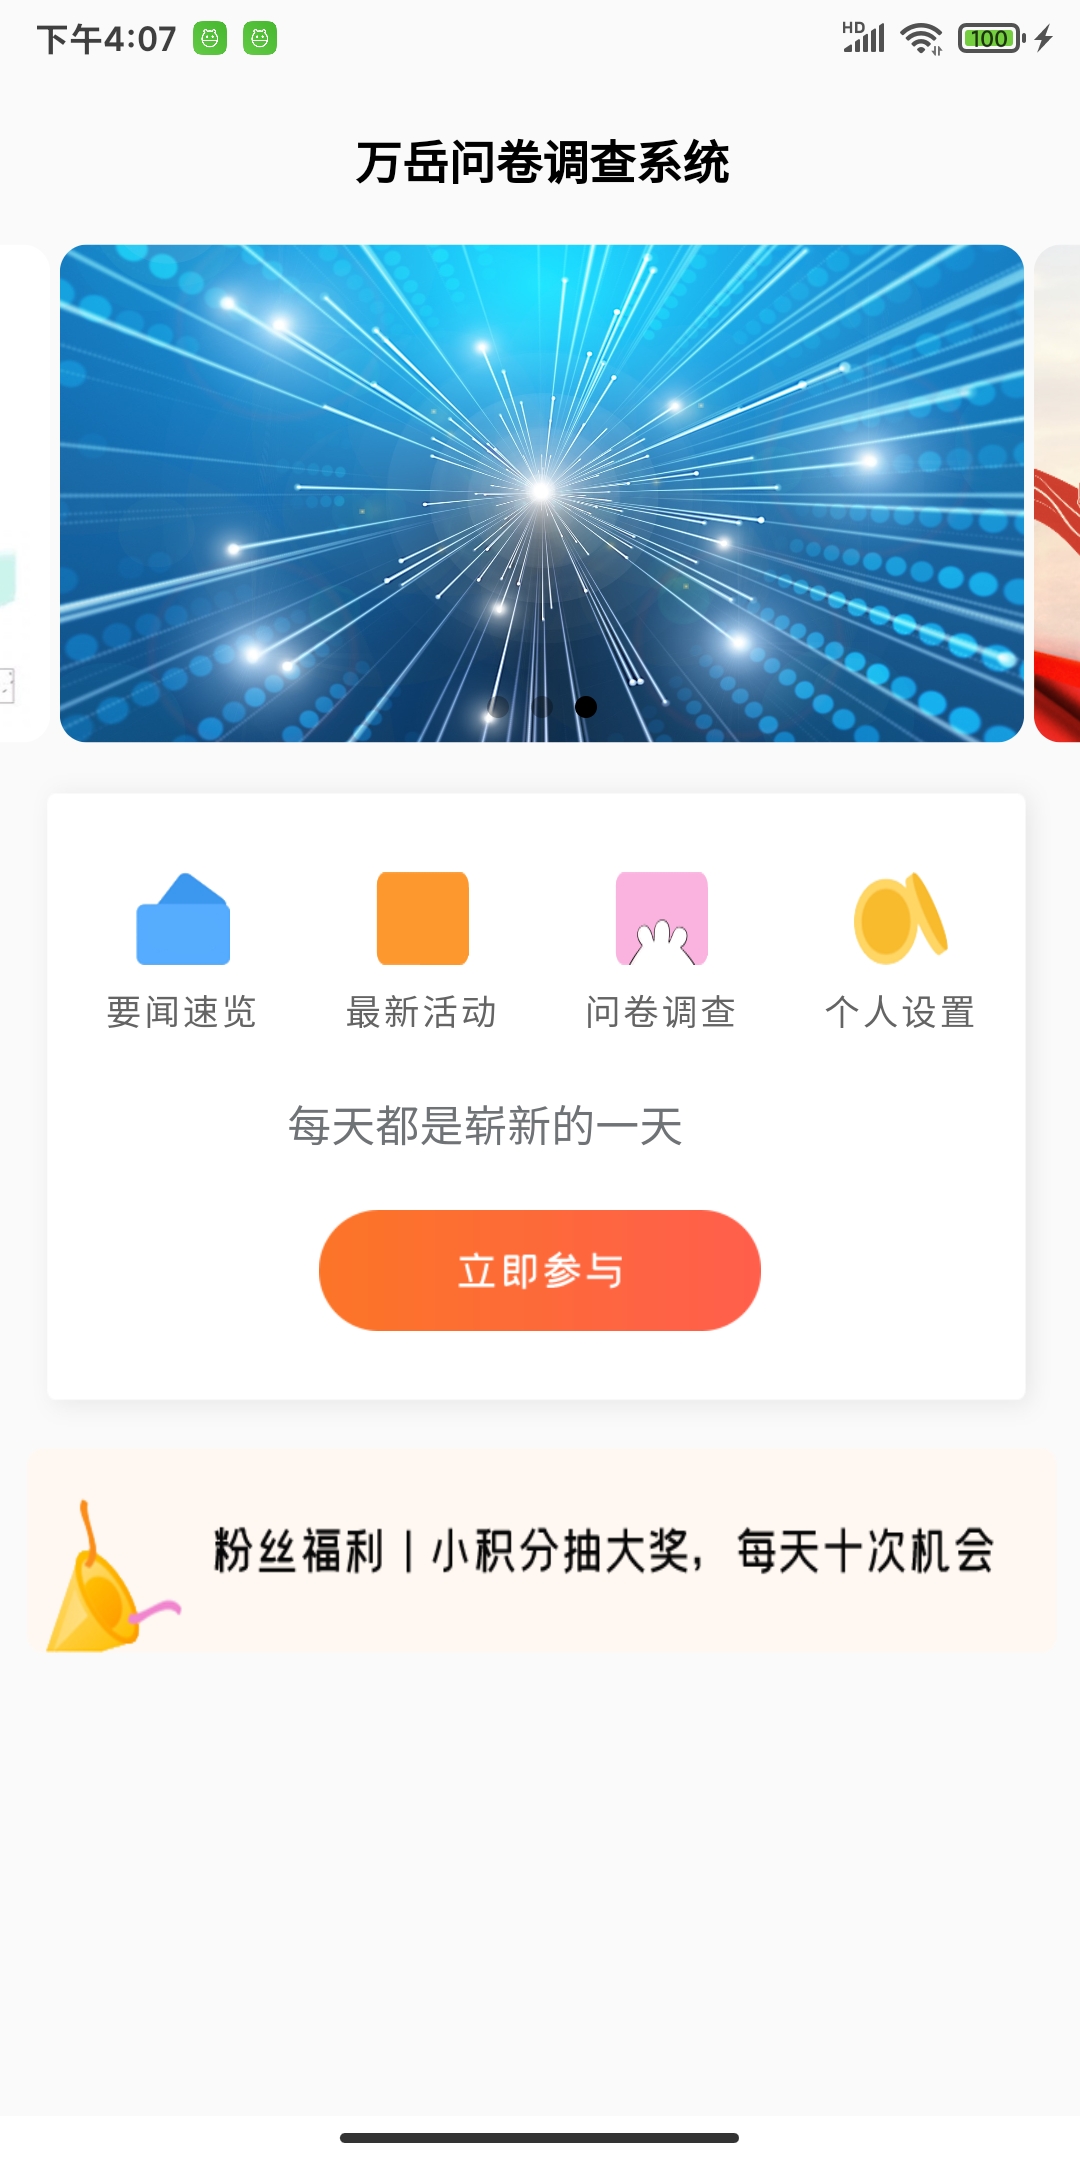 下午4:07
HD
100
万岳问卷调查系统
要闻速览 最新活动 问卷调查 个人设置
每天都是崭新的一天
立即参与
粉丝福利丨小积分抽大奖，每天十次机会